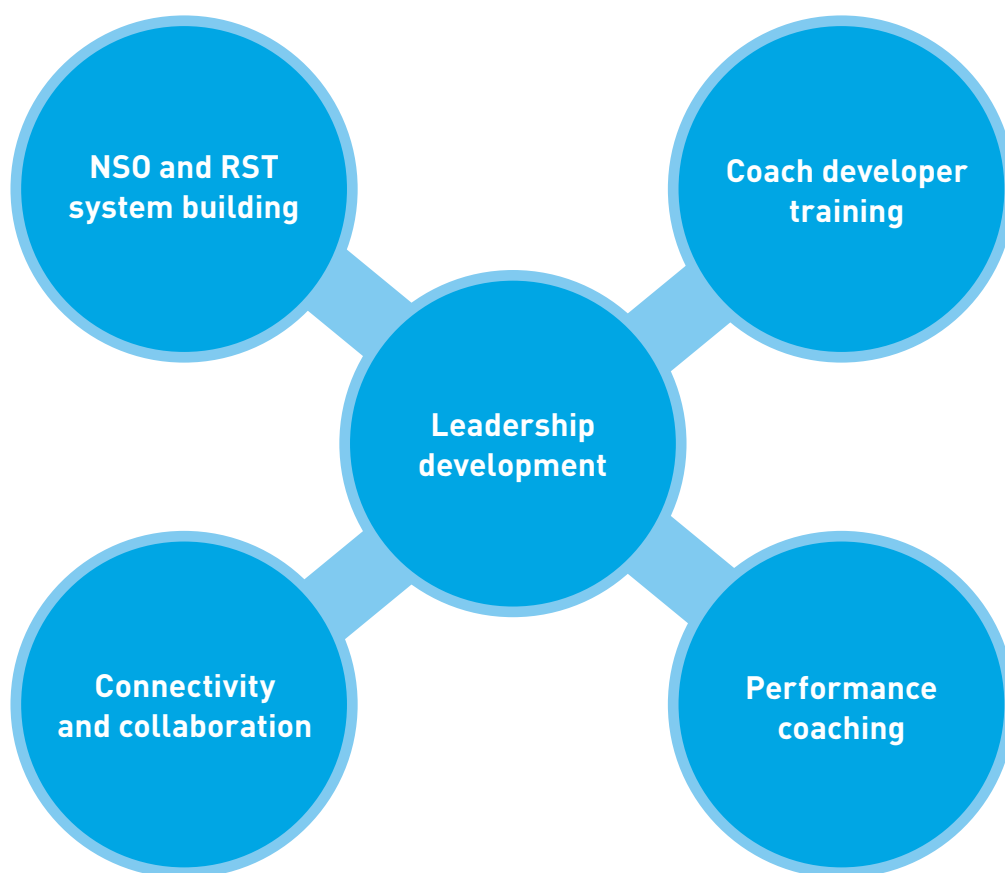 NSO and RST
system building
Coach developer
training
Leadership
development
Connectivity
and collaboration
Performance
coaching